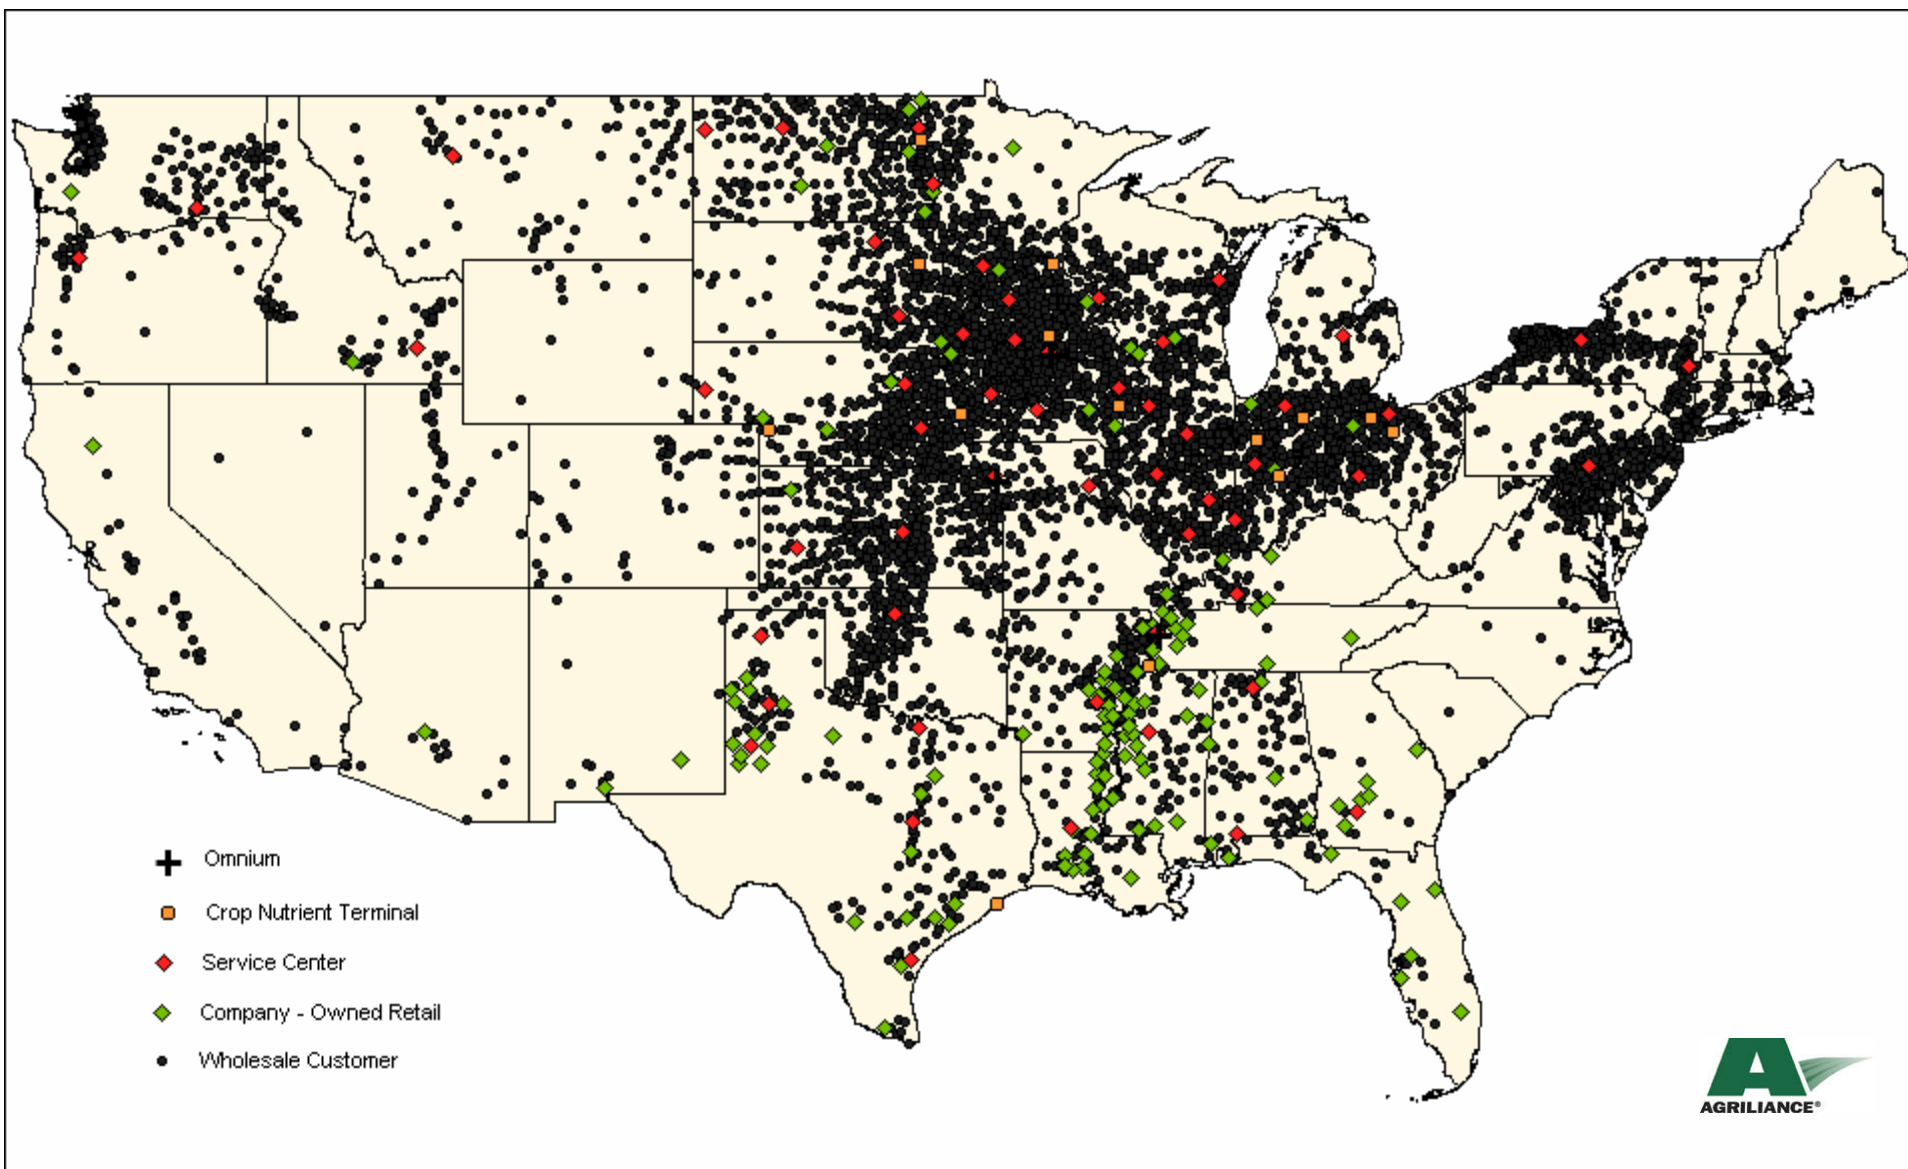 Omnium
Crop Nutrient Terminal
Service Center
Company - Owned Retail
Wholesale Customer
A
AGRILIANCE®